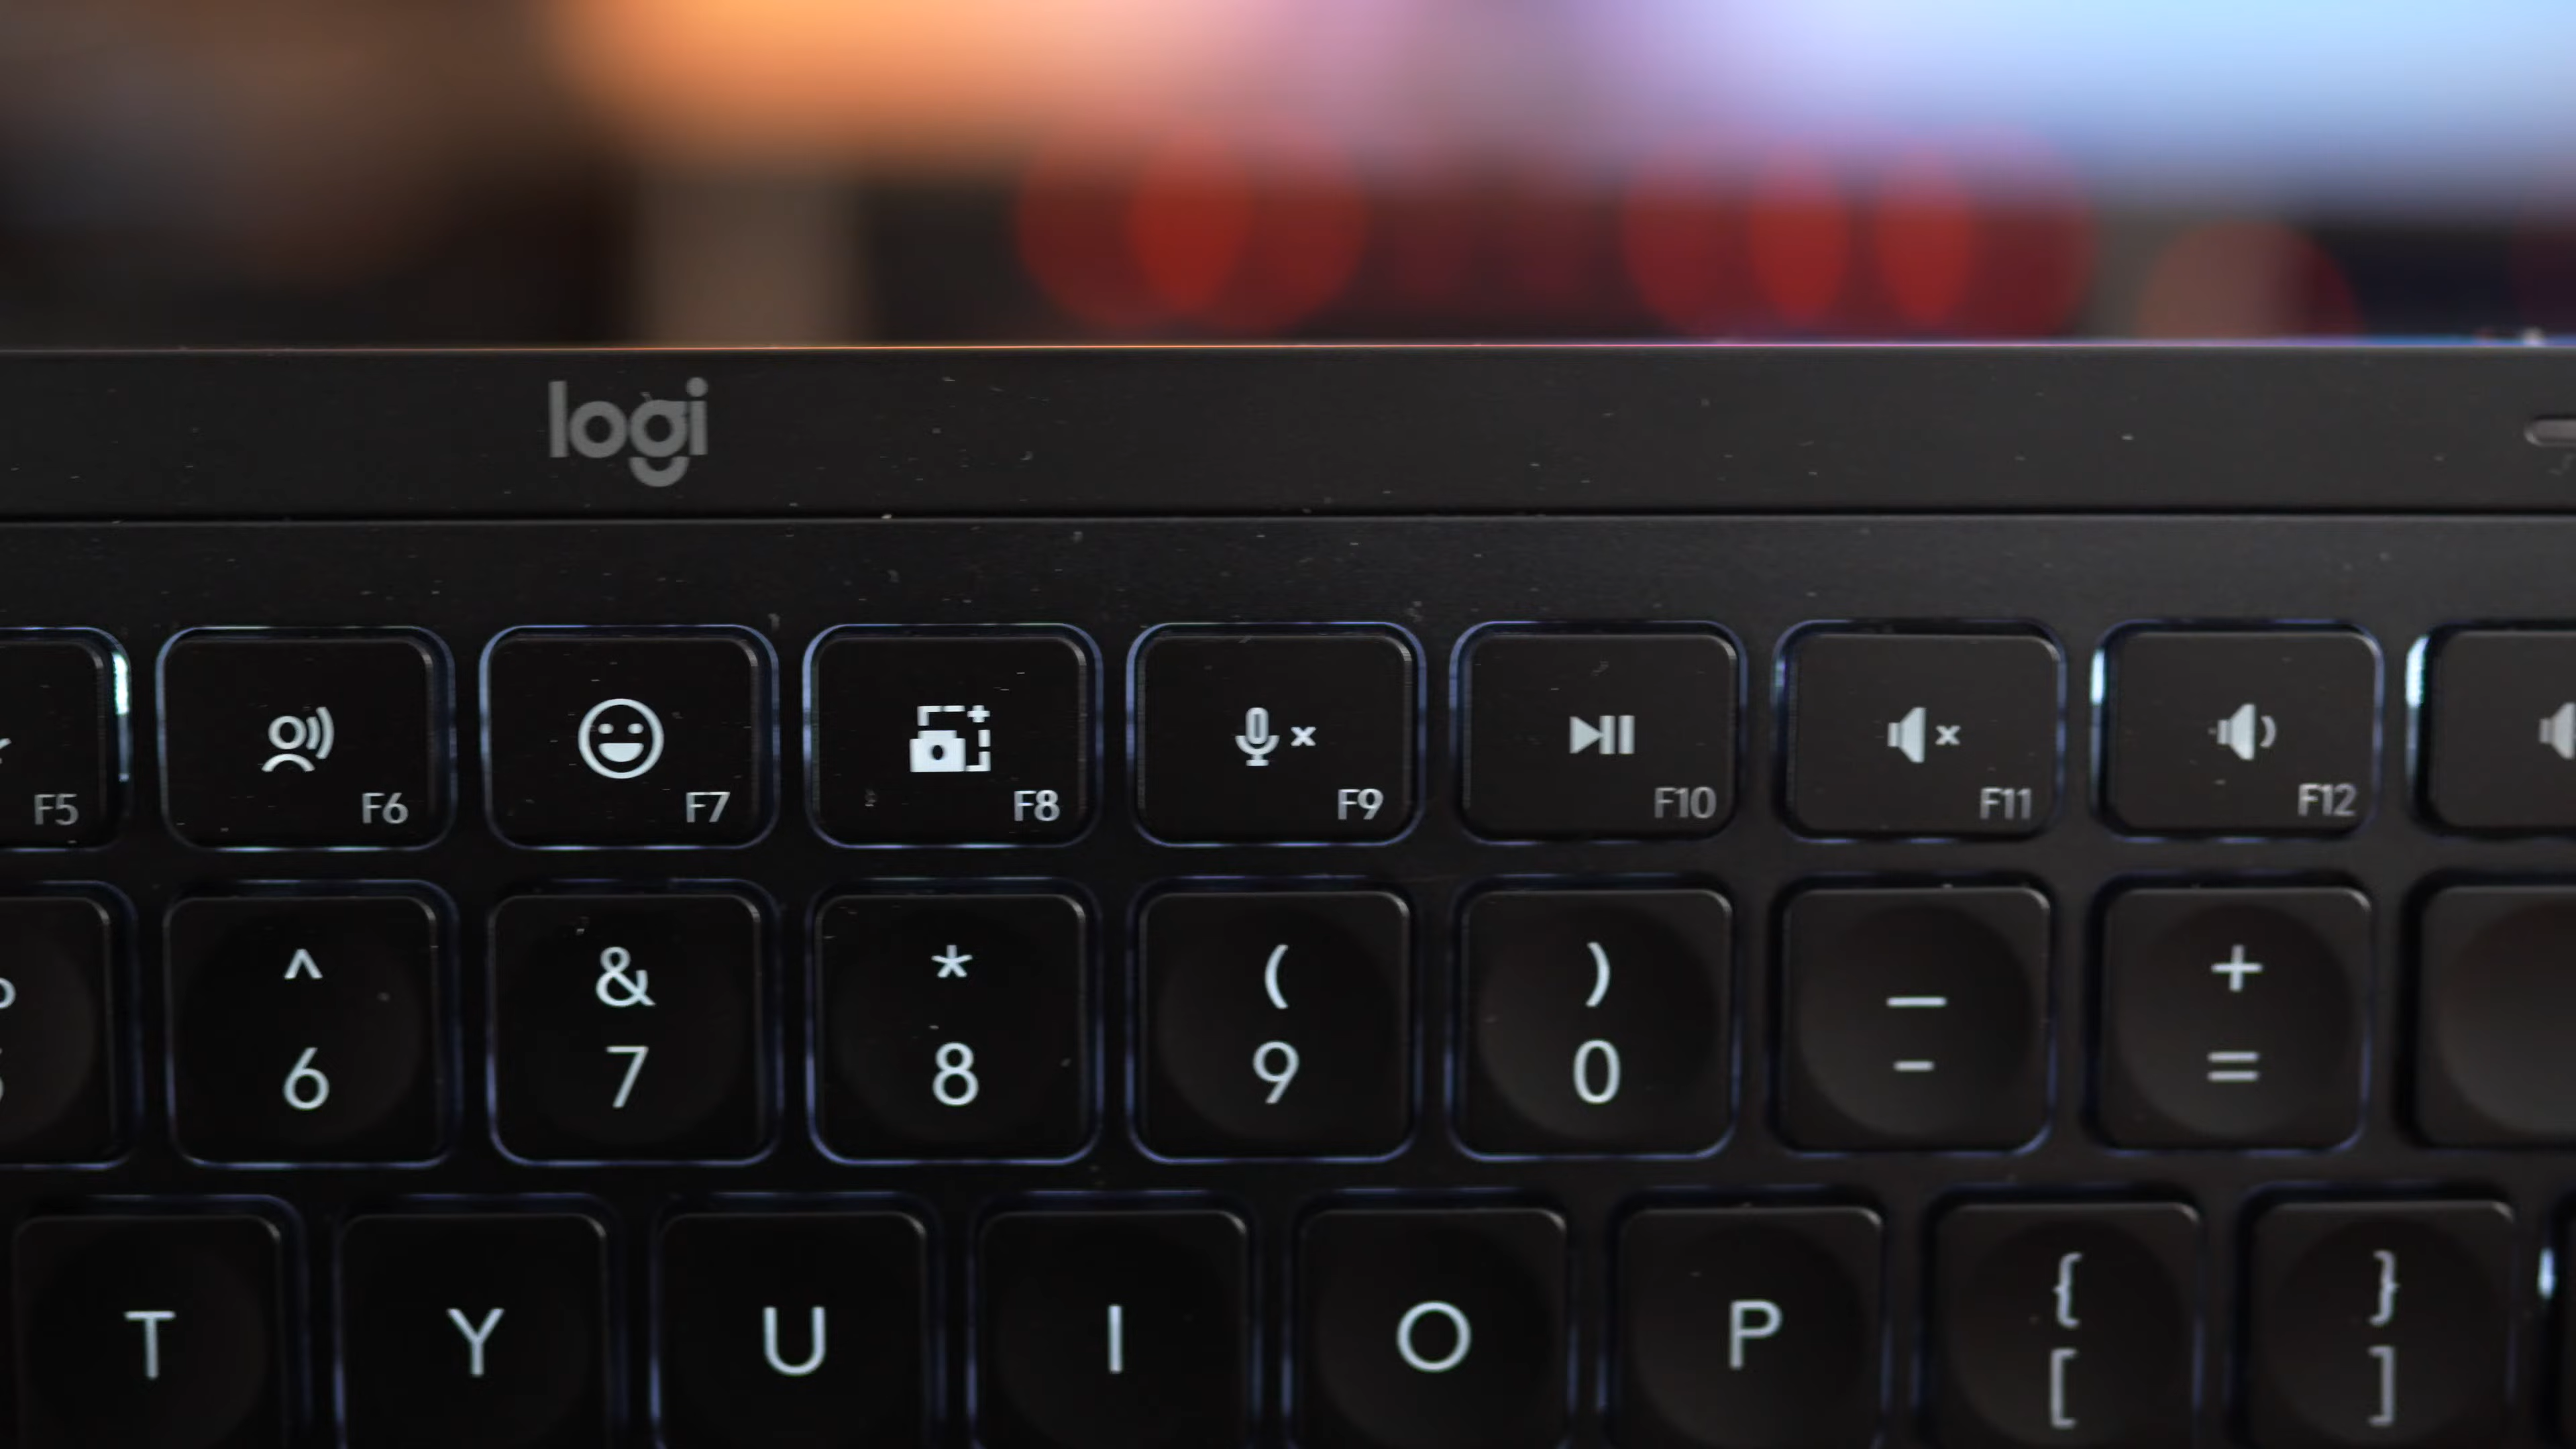 logi
F5 F6 F7 F8 F9 F10 F11 F12
^ & * ( ) _ +
6 7 8 9 0 - =
T Y U I O P { }
[ ]